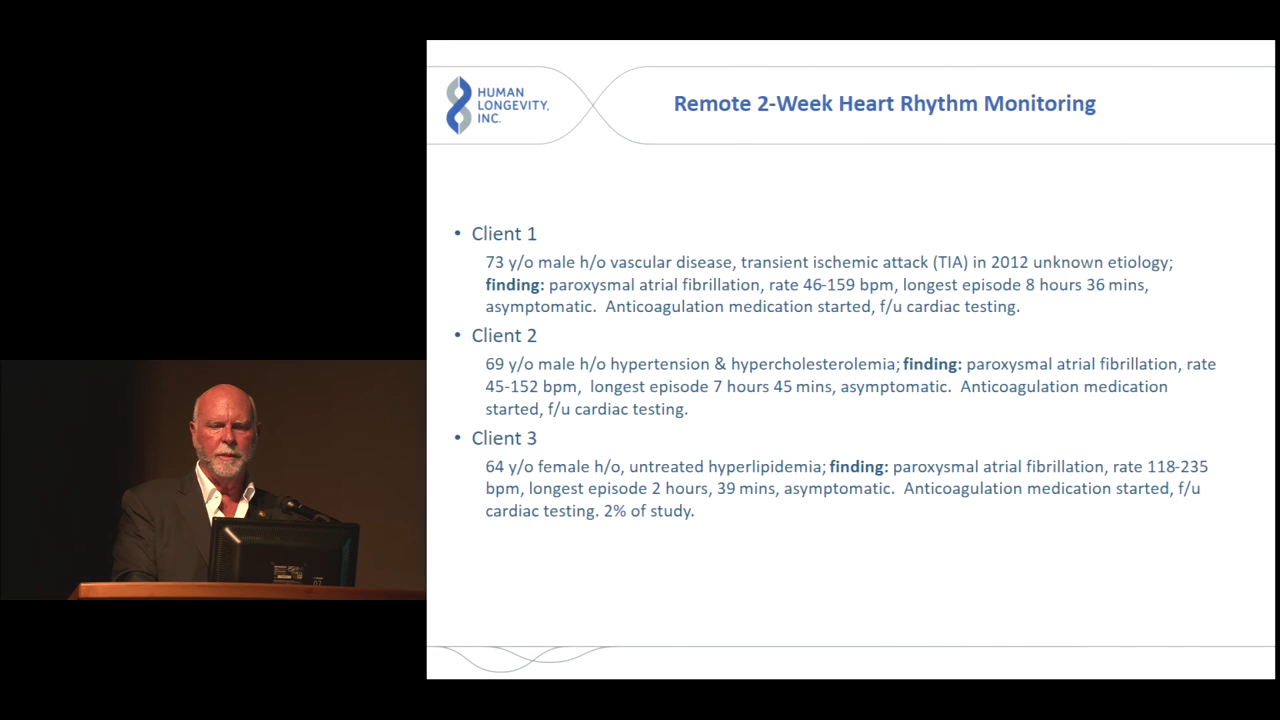 HUMAN
LONGEVITY,
INC.
Remote 2-Week Heart Rhythm Monitoring
• Client 1
73 y/o male h/o vascular disease, transient ischemic attack (TIA) in 2012 unknown etiology;
finding: paroxysmal atrial fibrillation, rate 46-159 bpm, longest episode 8 hours 36 mins,
asymptomatic. Anticoagulation medication started, f/u cardiac testing.
• Client 2
69 y/o male h/o hypertension & hypercholesterolemia; finding: paroxysmal atrial fibrillation, rate
45-152 bpm, longest episode 7 hours 45 mins, asymptomatic. Anticoagulation medication
started, f/u cardiac testing.
• Client 3
64 y/o female h/o, untreated hyperlipidemia; finding: paroxysmal atrial fibrillation, rate 118-235
bpm, longest episode 2 hours, 39 mins, asymptomatic. Anticoagulation medication started, f/u
cardiac testing. 2% of study.